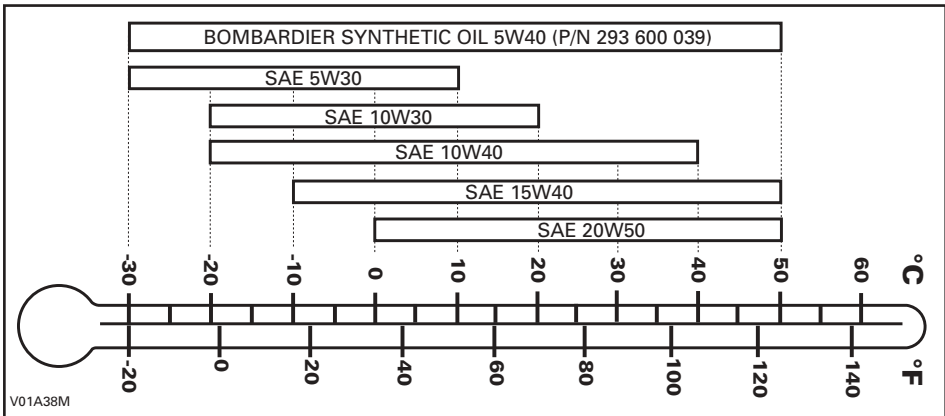 BOMBARDIER SYNTHETIC OIL 5W40 (P/N 293 600 039)
SAE 5W30
SAE 10W30
SAE 10W40
SAE 15W40
SAE 20W50
-30 -20 -10 0 10 20 30 40 50 60 °C
-20 0 20 40 60 80 100 120 140 °F
V01A38M